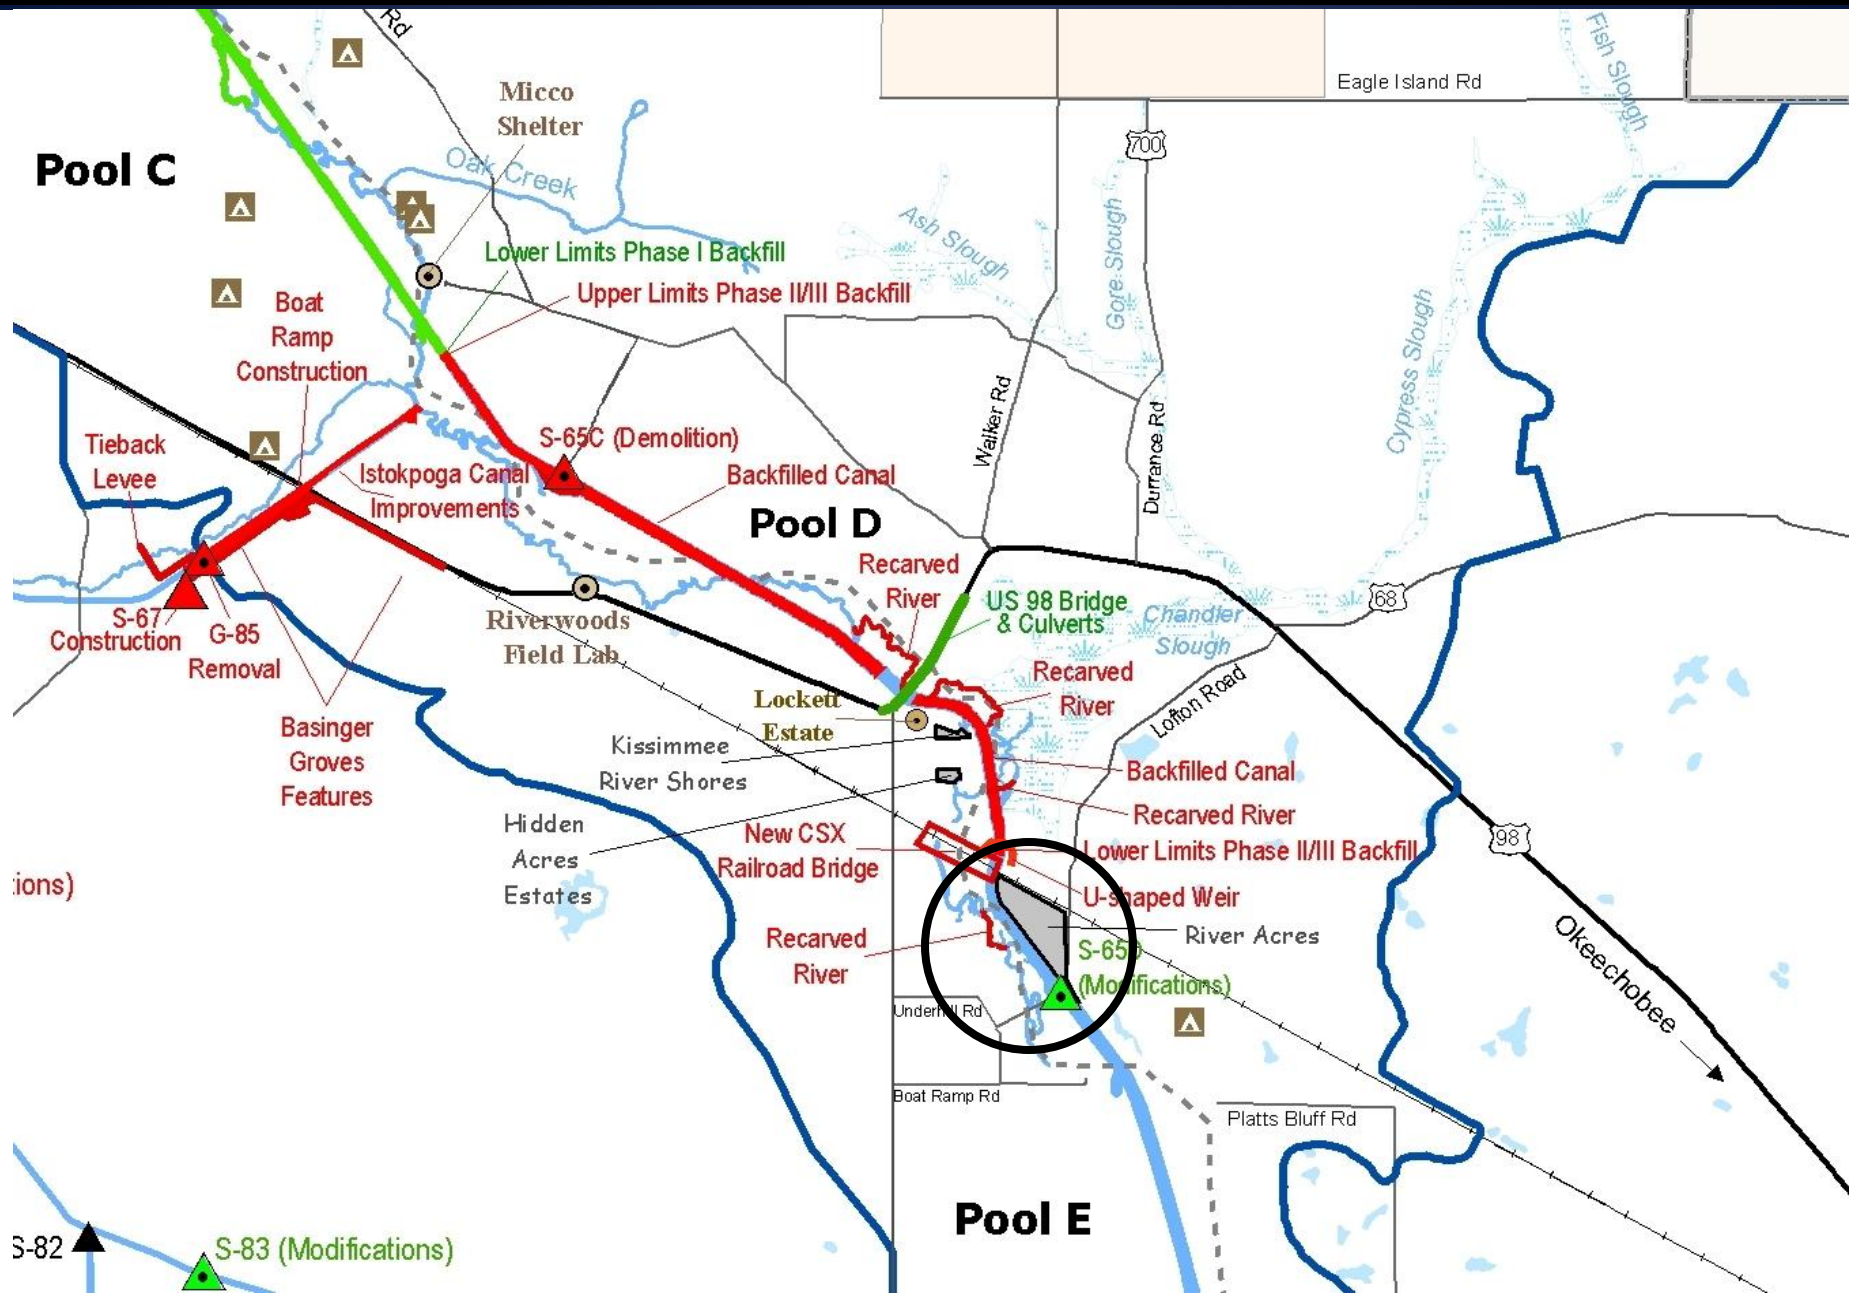 Rd
Eagle Island Rd
Fish Slough
Micco
Shelter
700
Pool C
Oak Creek
Ash Slough
Gore Slough
Lower Limits Phase I Backfill
Upper Limits Phase II/III Backfill
Boat
Ramp
Construction
Cypress Slough
Walker Rd
Durrance Rd
Tieback
Levee
S-65C (Demolition)
Istokpoga Canal
Improvements
Backfilled Canal
Pool D
Recarved
River
US 98 Bridge
& Culverts
68
Chandler
Slough
S-67
Construction
G-85
Removal
Riverwoods
Field Lab
Recarved
River
Lofton Road
Lockett
Estate
Basinger
Groves
Features
Kissimmee
River Shores
Backfilled Canal
Recarved River
Hidden
Acres
Estates
New CSX
Railroad Bridge
Lower Limits Phase II/III Backfill
98
ions)
U-shaped Weir
River Acres
Recarved
River
S-65D
(Modifications)
Okeechobee
Underhill Rd
Boat Ramp Rd
Platts Bluff Rd
Pool E
S-82
S-83 (Modifications)